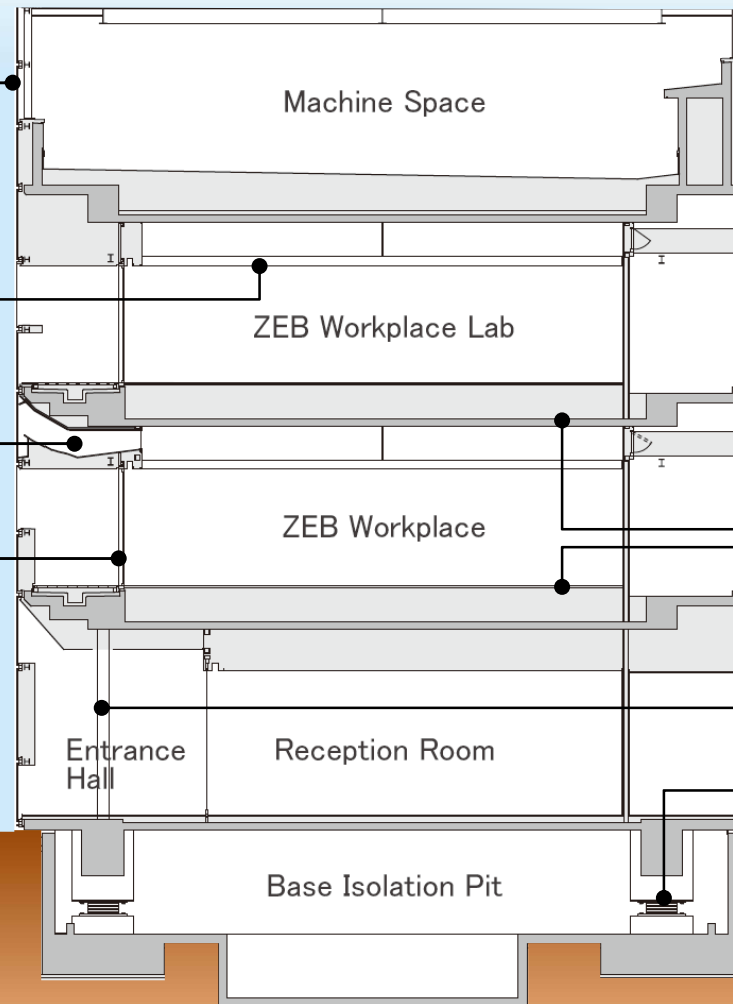 Machine Space
ZEB Workplace Lab
ZEB Workplace
Entrance
Hall
Reception Room
Base Isolation Pit